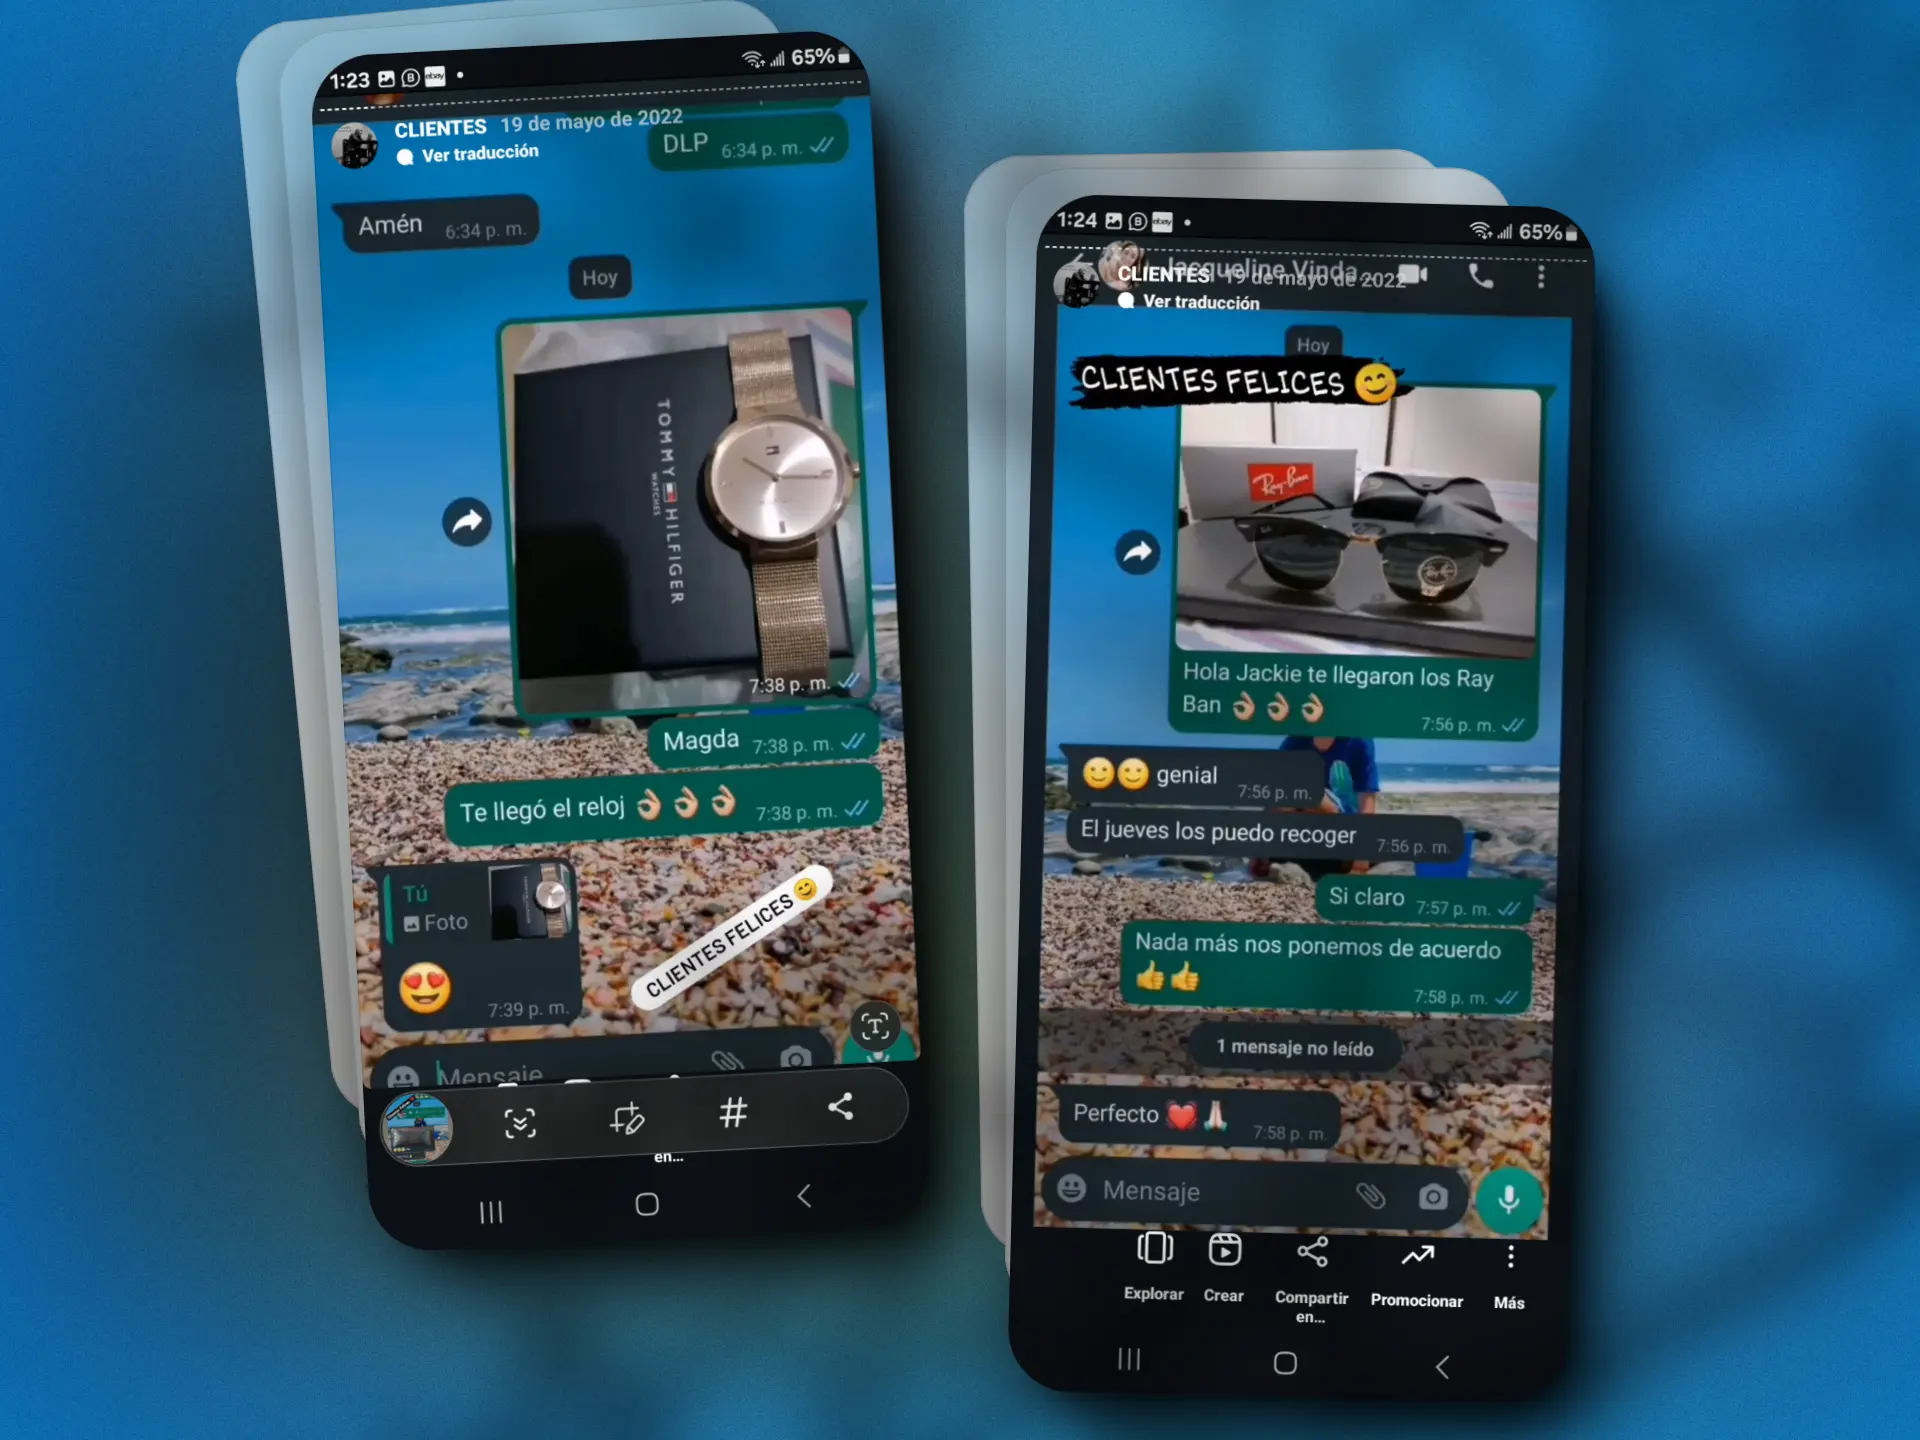 1:23 B ebay 65%
CLIENTES 19 de mayo de 2022
Ver traducción
DLP 6:34 p. m.
Amén 6:34 p. m.
Hoy
TOMMY HILFIGER
WATCHES
7:38 p. m.
Magda 7:38 p. m.
Te llegó el reloj 👌🏼 👌🏼 👌🏼 7:38 p. m.
Tú
Foto
😍
7:39 p. m.
CLIENTES FELICES 😊
T
Mensaje
#
en...
1:24 B ebay 65%
Jacqueline Vinda...
CLIENTES 19 de mayo de 2022
Ver traducción
Hoy
CLIENTES FELICES 😊
Ray-Ban
Hola Jackie te llegaron los Ray
Ban 👌🏼 👌🏼 👌🏼
7:56 p. m.
🙂🙂 genial 7:56 p. m.
El jueves los puedo recoger 7:56 p. m.
Si claro 7:57 p. m.
Nada más nos ponemos de acuerdo
👍👍
7:58 p. m.
1 mensaje no leído
Perfecto 💓🙏🏻 7:58 p. m.
Mensaje
Explorar Crear Compartir en... Promocionar Más